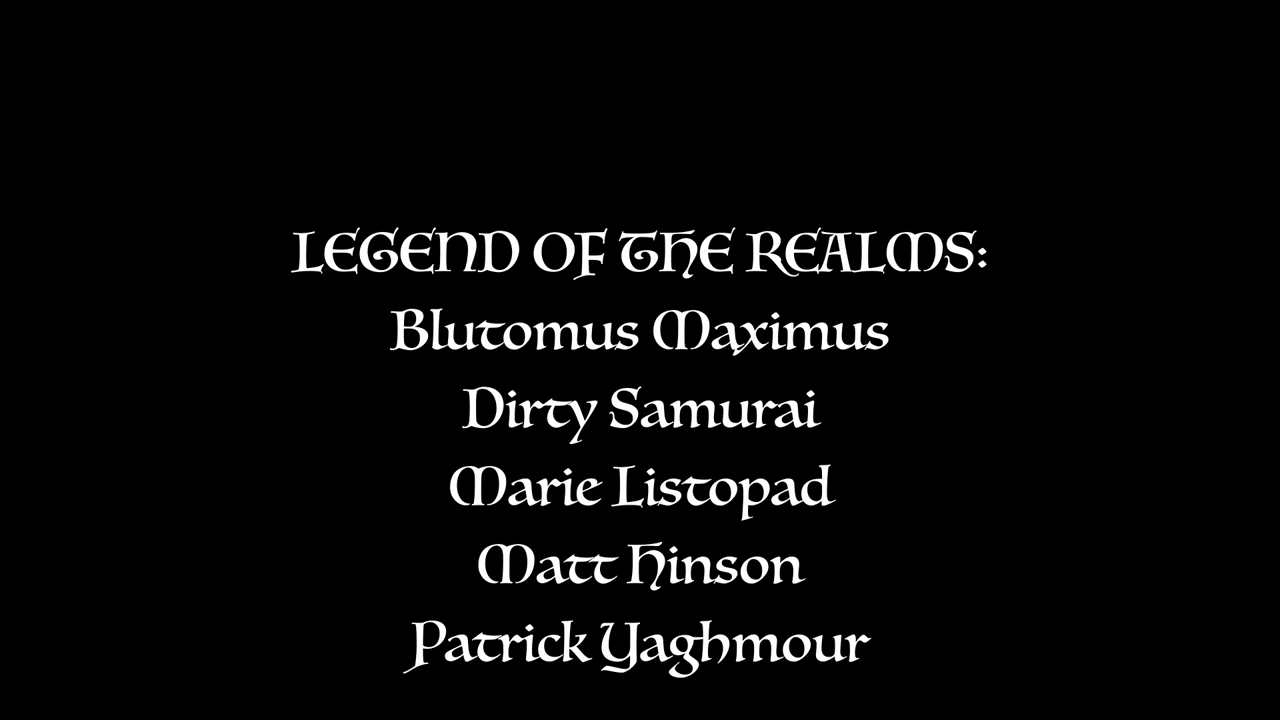 LEGEND OF THE REALMS:
Blutomus Maximus
Dirty Samurai
Marie Listopad
Matt Hinson
Patrick Yaghmour